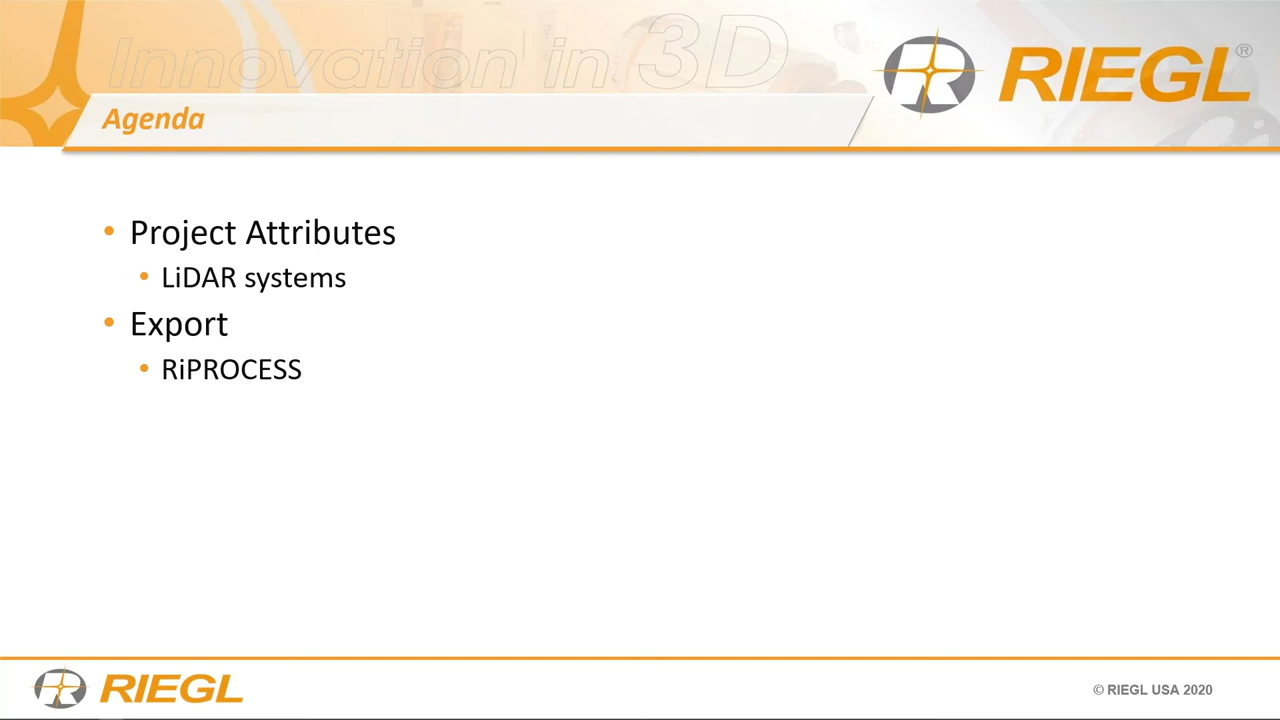 Innovation in 3D
RIEGL®
Agenda
• Project Attributes
• LiDAR systems
• Export
• RiPROCESS
RIEGL
© RIEGL USA 2020